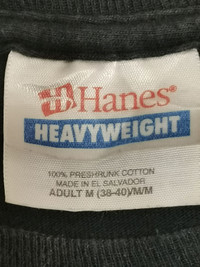 Hanes®
HEAVYWEIGHT
100% PRESHRUNK COTTON
MADE IN EL SALVADOR
ADULT M (38-40)/M/M